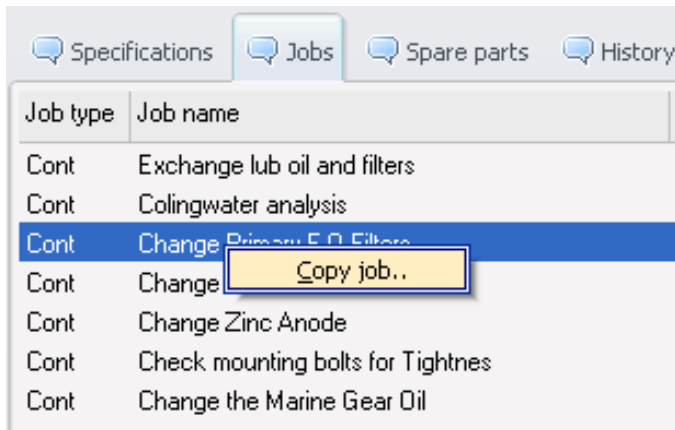 Specifications Jobs Spare parts History
Job type Job name
Cont Exchange lub oil and filters
Cont Colingwater analysis
Cont Change Primary F.O Filters
Copy job..
Cont Change
Cont Change Zinc Anode
Cont Check mounting bolts for Tightnes
Cont Change the Marine Gear Oil